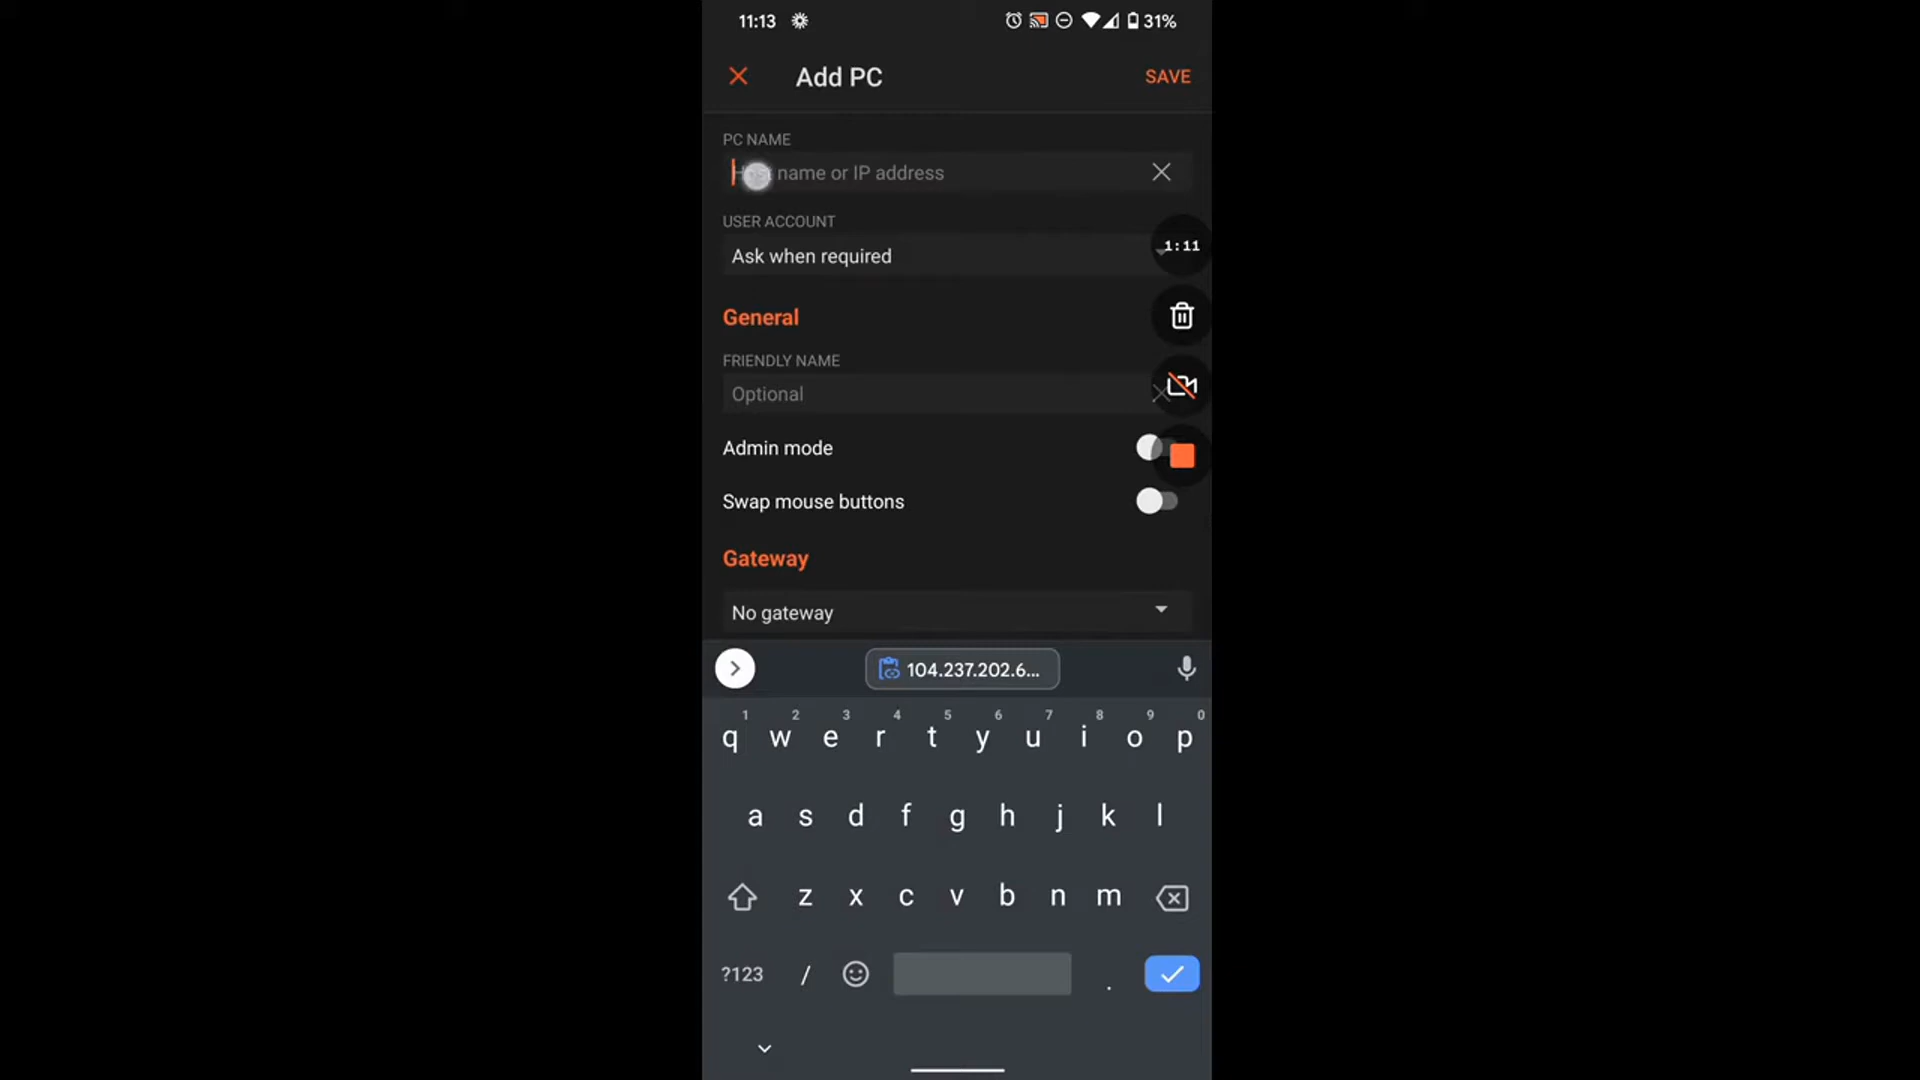 11:13
31%
Add PC
SAVE
PC NAME
Host name or IP address
USER ACCOUNT
Ask when required
1:11
General
FRIENDLY NAME
Optional
Admin mode
Swap mouse buttons
Gateway
No gateway
104.237.202.6...
1 2 3 4 5 6 7 8 9 0
q w e r t y u i o p
a s d f g h j k l
z x c v b n m
?123 / .